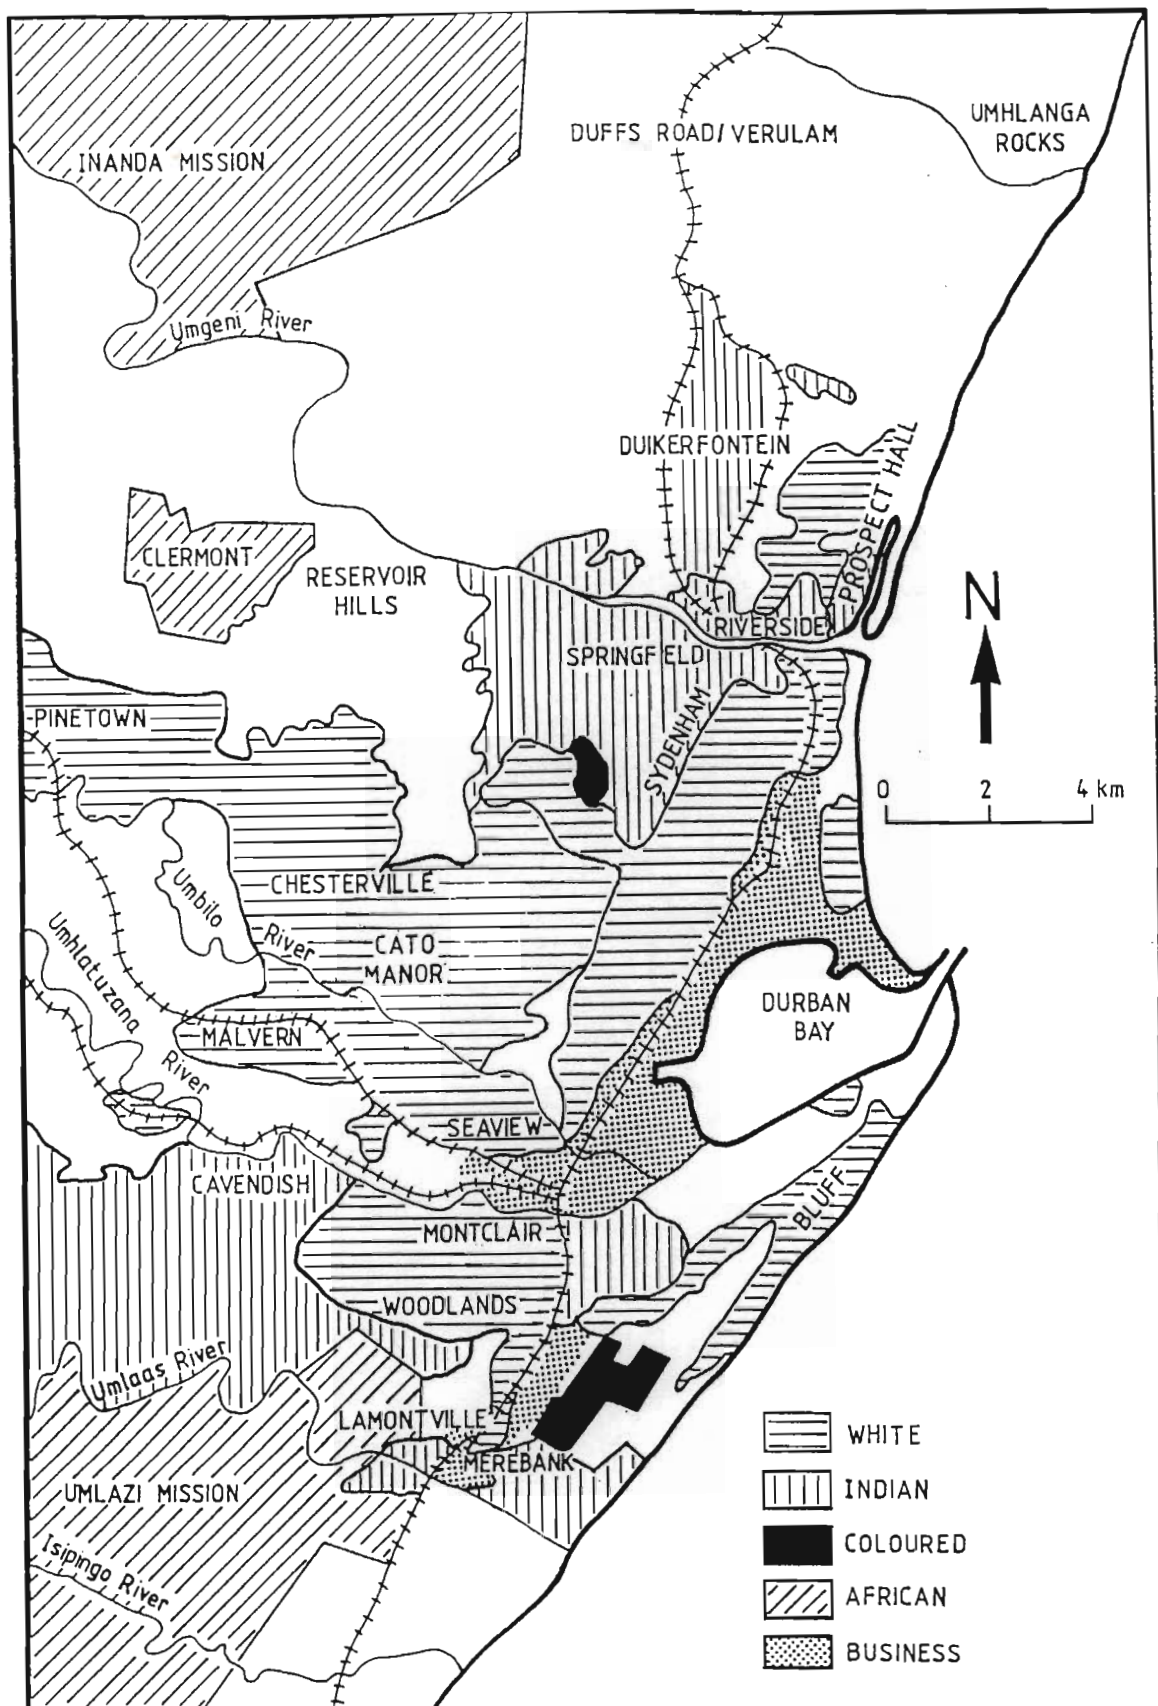 INANDA MISSION
DUFFS ROAD/VERULAM
UMHLANGA
ROCKS
Umgeni River
DUIKERFONTEIN
PROSPECT HALL
CLERMONT
RESERVOIR
HILLS
N
RIVERSIDE
SPRINGFIELD
SYDENHAM
PINETOWN
0 2 4 km
CHESTERVILLE
Umbilo
River
CATO
MANOR
Umhlatuzana
River
MALVERN
DURBAN
BAY
SEAVIEW
CAVENDISH
BLUFF
MONTCLAIR
WOODLANDS
Umlaas River
LAMONTVILLE
MEREBANK
UMLAZI MISSION
Isipingo River
WHITE
INDIAN
COLOURED
AFRICAN
BUSINESS